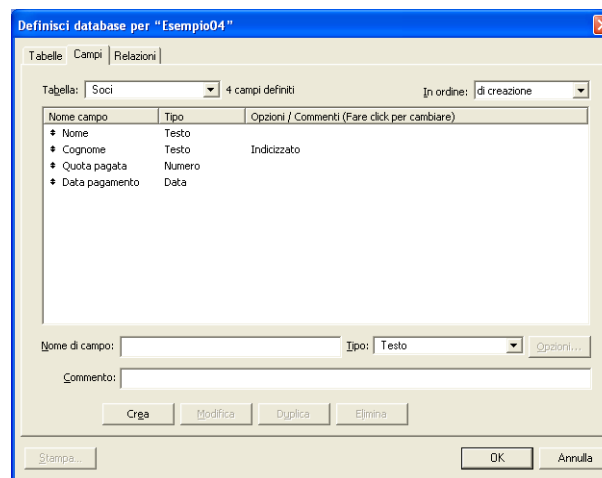 Definisci database per “Esempio04”
Tabelle Campi Relazioni
Tabella: Soci 4 campi definiti In ordine: di creazione
Nome campo Tipo Opzioni / Commenti (Fare click per cambiare)
Nome Testo
Cognome Testo Indicizzato
Quota pagata Numero
Data pagamento Data
Nome di campo: Tipo: Testo Opzioni...
Commento:
Crea Modifica Duplica Elimina
Stampa... OK Annulla